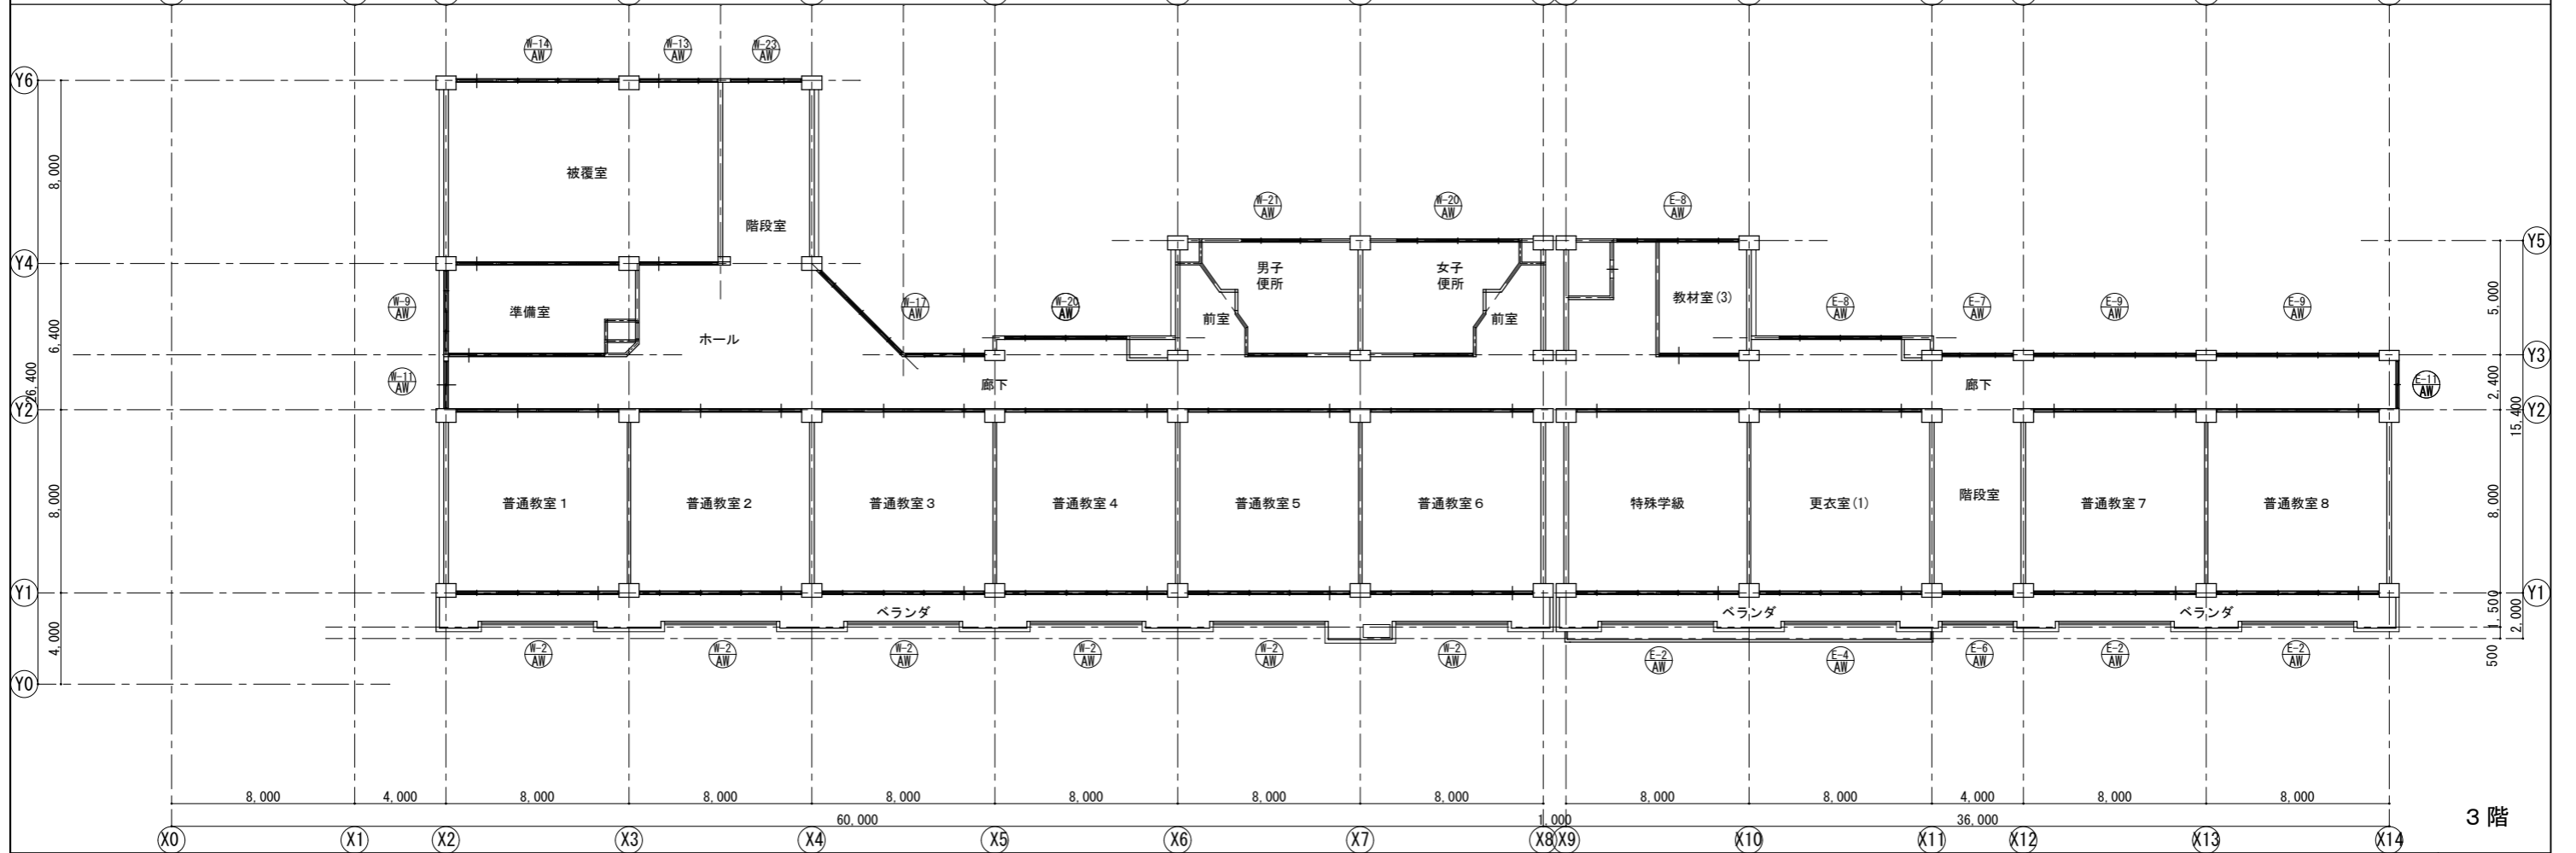 W-14
AW
W-13
AW
W-23
AW
Y6
8,000
被覆室
階段室
W-21
AW
W-20
AW
E-8
AW
Y4
Y5
男子
便所
女子
便所
教材室(3)
5,000
W-9
AW
準備室
W-17
AW
W-20
AW
前室
前室
E-8
AW
E-7
AW
E-9
AW
E-9
AW
6,400
ホール
Y3
W-11
AW
廊下
廊下
E-11
AW
2,400
26,400
Y2
Y2
15,400
普通教室1
普通教室2
普通教室3
普通教室4
普通教室5
普通教室6
特殊学級
更衣室(1)
階段室
普通教室7
普通教室8
8,000
8,000
Y1
Y1
ベランダ
ベランダ
ベランダ
1,500
2,000
4,000
W-2
AW
W-2
AW
W-2
AW
W-2
AW
W-2
AW
W-2
AW
E-2
AW
E-4
AW
E-6
AW
E-2
AW
E-2
AW
500
Y0
8,000
4,000
8,000
8,000
8,000
8,000
8,000
8,000
8,000
8,000
4,000
8,000
8,000
60,000
1,000
36,000
3階
X0
X1
X2
X3
X4
X5
X6
X7
X8
X9
X10
X11
X12
X13
X14